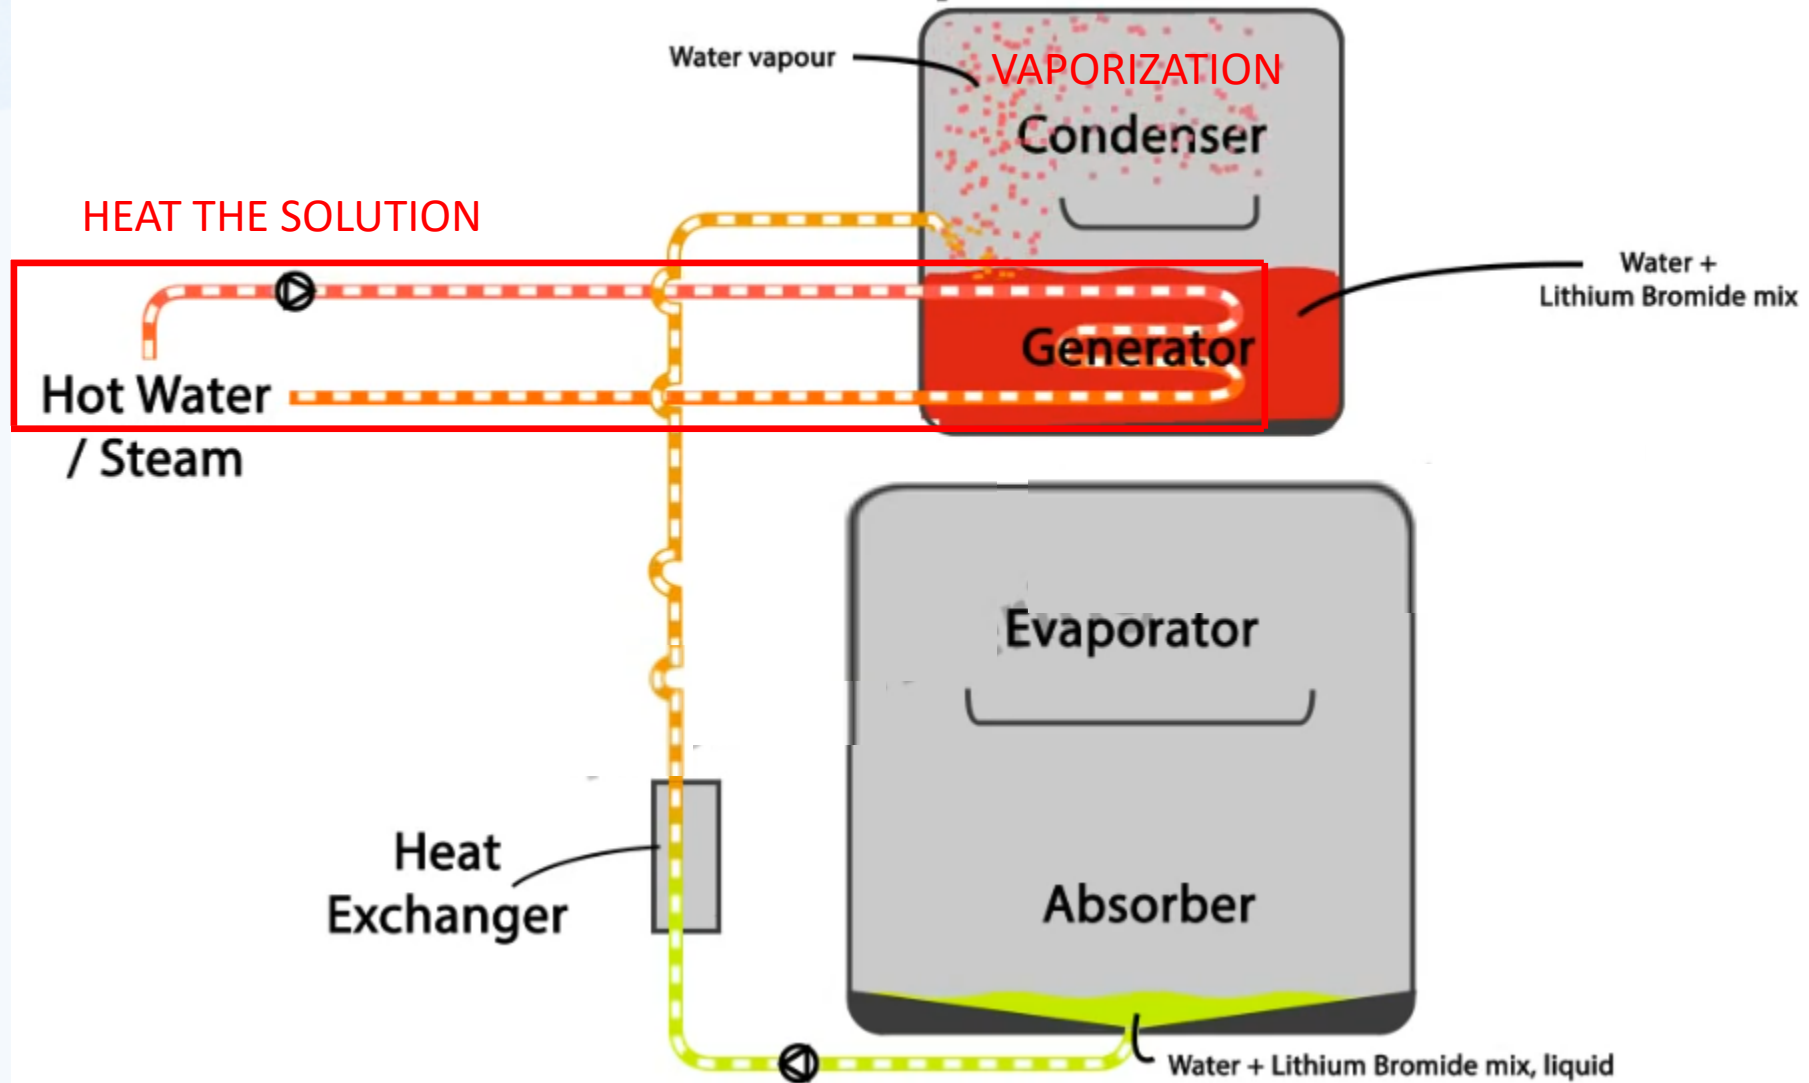 Water vapour
VAPORIZATION
Condenser
HEAT THE SOLUTION
Water +
Lithium Bromide mix
Generator
Hot Water
/ Steam
Evaporator
Heat
Exchanger
Absorber
Water + Lithium Bromide mix, liquid